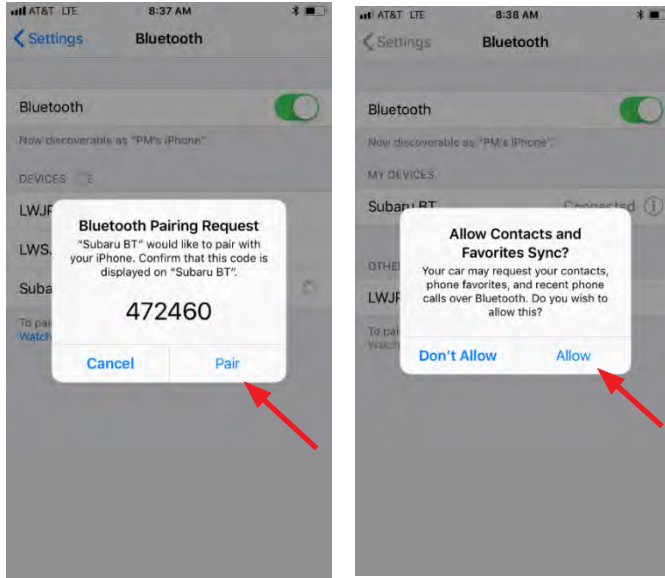 AT&T LTE 8:37 AM
Settings Bluetooth
Bluetooth
Now discoverable as "PM's iPhone".
DEVICES
LWJF
LWS.
Suba
To pai
Watch
Bluetooth Pairing Request
"Subaru BT" would like to pair with
your iPhone. Confirm that this code is
displayed on "Subaru BT".
472460
Cancel Pair
AT&T LTE 8:38 AM
Settings Bluetooth
Bluetooth
Now discoverable as "PM's iPhone".
MY DEVICES
Subaru BT Connected
OTHE
LWJF
To pai
Watch
Allow Contacts and
Favorites Sync?
Your car may request your contacts,
phone favorites, and recent phone
calls over Bluetooth. Do you wish to
allow this?
Don't Allow Allow